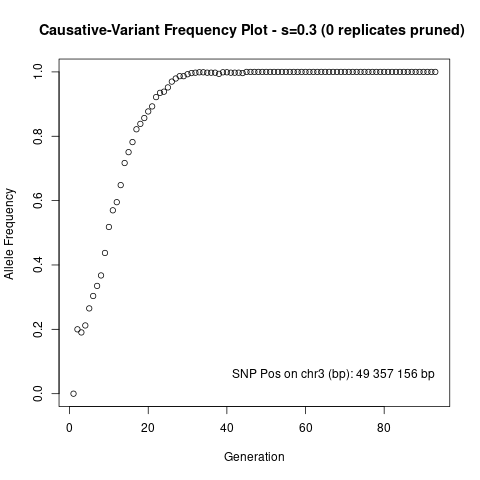 Causative-Variant Frequency Plot - s=0.3 (0 replicates pruned)
Allele Frequency
1.0
0.8
0.6
0.4
0.2
0.0
SNP Pos on chr3 (bp): 49 357 156 bp
0 20 40 60 80
Generation